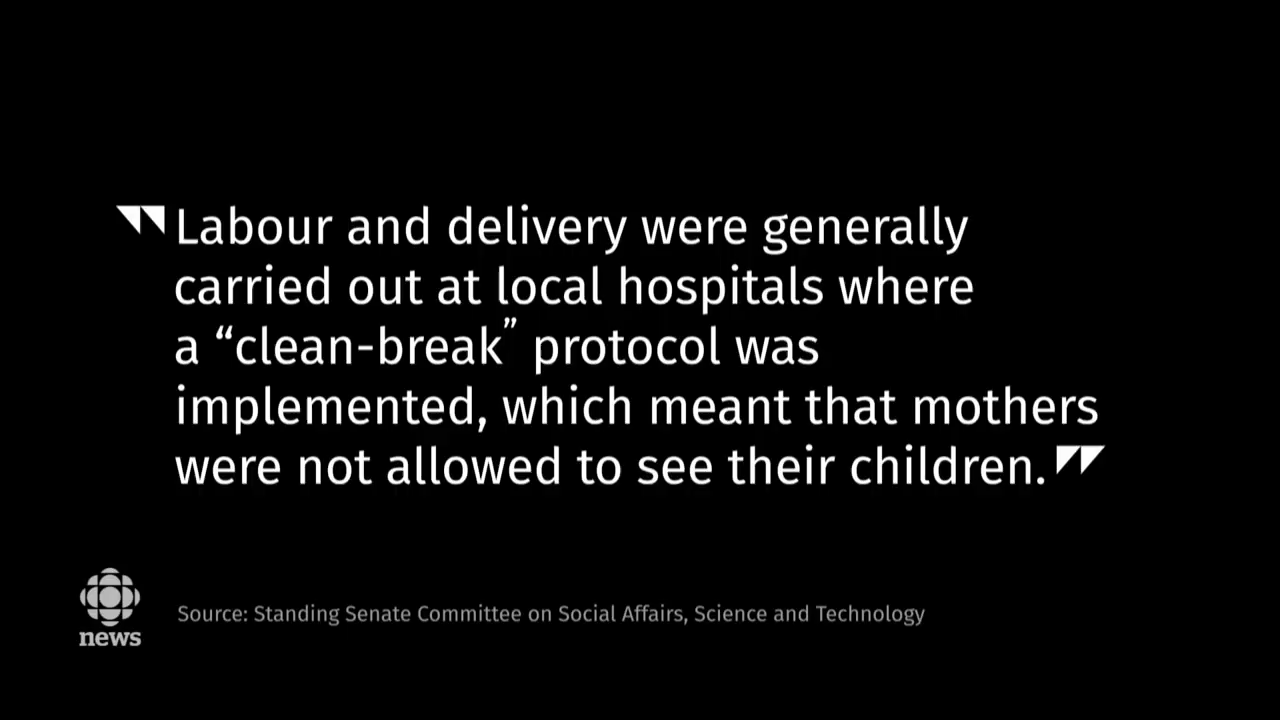 "Labour and delivery were generally
carried out at local hospitals where
a “clean-break” protocol was
implemented, which meant that mothers
were not allowed to see their children."
news
Source: Standing Senate Committee on Social Affairs, Science and Technology